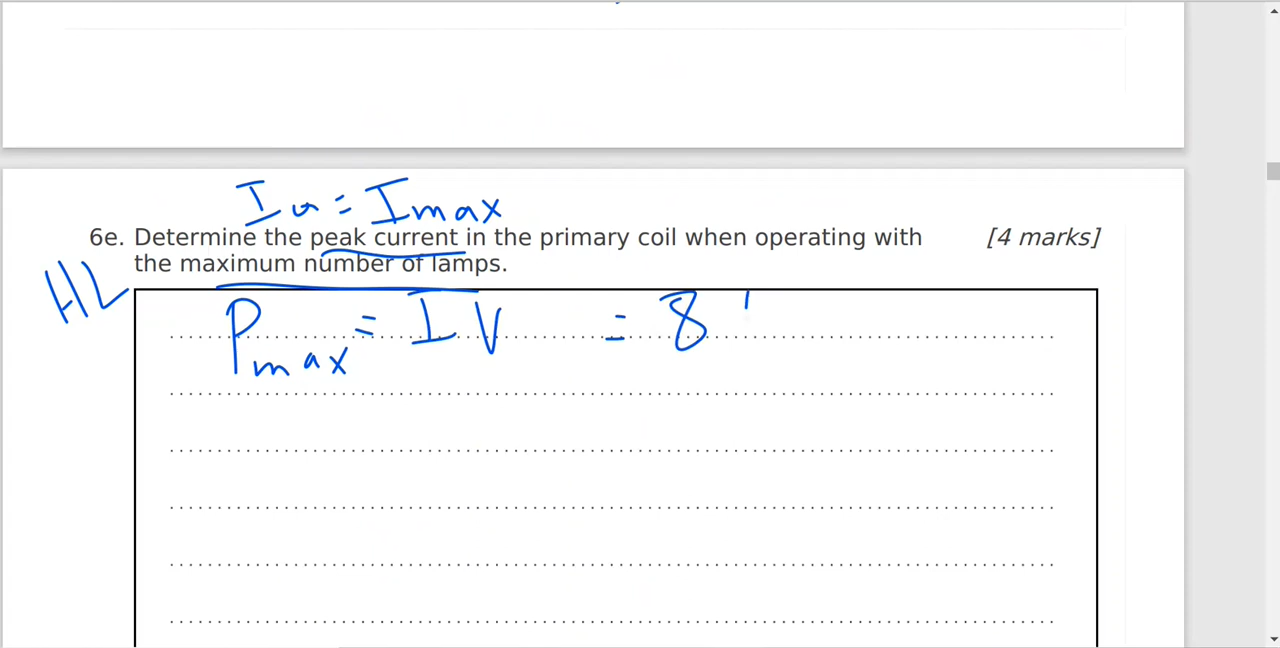 I = Imax
6e. Determine the peak current in the primary coil when operating with [4 marks]
the maximum number of lamps.
HL
Pmax = IV = 8